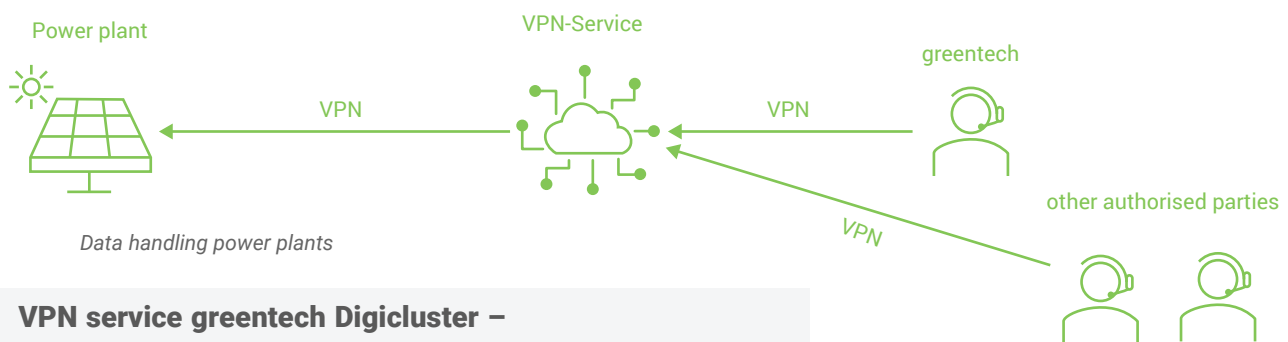 VPN-Service
Power plant
greentech
VPN
VPN
other authorised parties
VPN
Data handling power plants
VPN service greentech Digicluster –